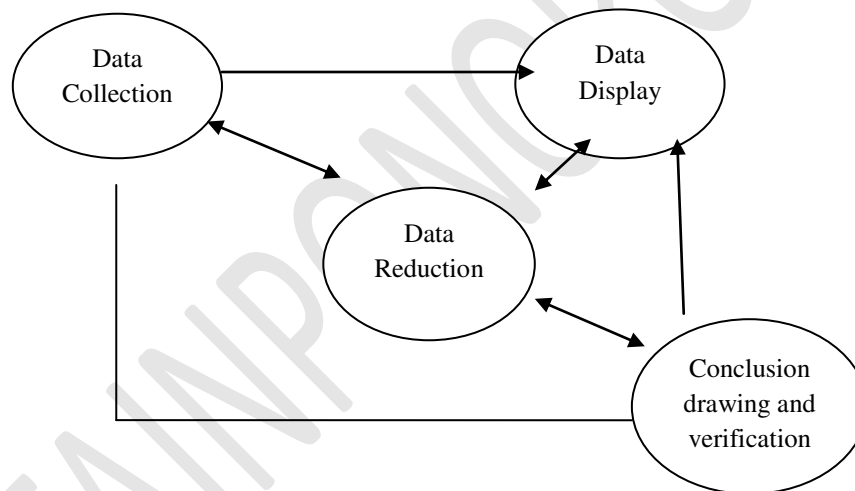 Data
Collection
Data
Display
Data
Reduction
Conclusion
drawing and
verification